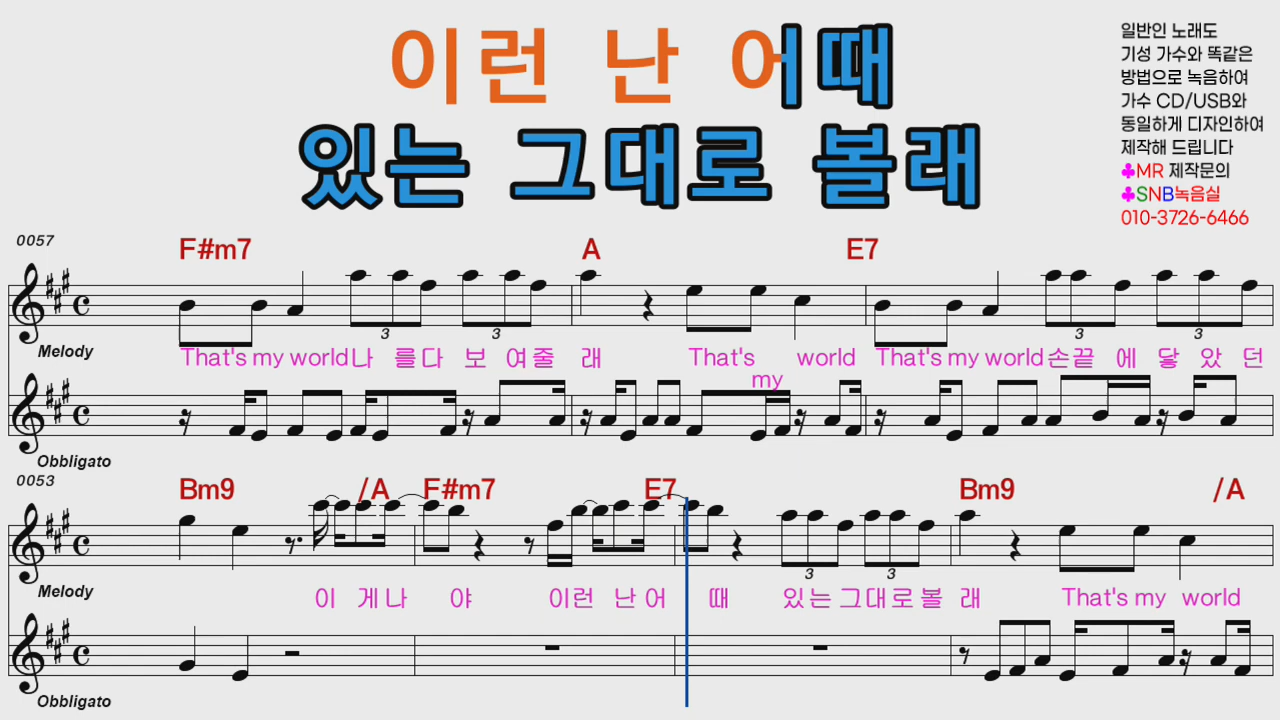 이런 난 어때
있는 그대로 볼래
일반인 노래도
기성 가수와 똑같은
방법으로 녹음하여
가수 CD/USB와
동일하게 디자인하여
제작해 드립니다
♣MR 제작문의
♣SNB녹음실
010-3726-6466
0057
F#m7 A E7
3 3 3 3
Melody
That's my world나 를다 보 여줄 래 That's my world That's my world손끝 에 닿 았 던
Obbligato
0053
Bm9 /A F#m7 E7 Bm9 /A
3 3
Melody
이 게나 야 이런 난어 때 있는그대로볼 래 That's my world
Obbligato